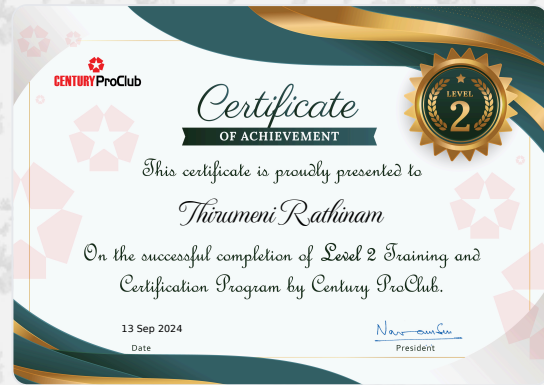 CENTURY ProClub
Certificate
OF ACHIEVEMENT
LEVEL
2
This certificate is proudly presented to
Thirumeni Rathinam
On the successful completion of Level 2 Training and
Certification Program by Century ProClub.
13 Sep 2024
Date
President